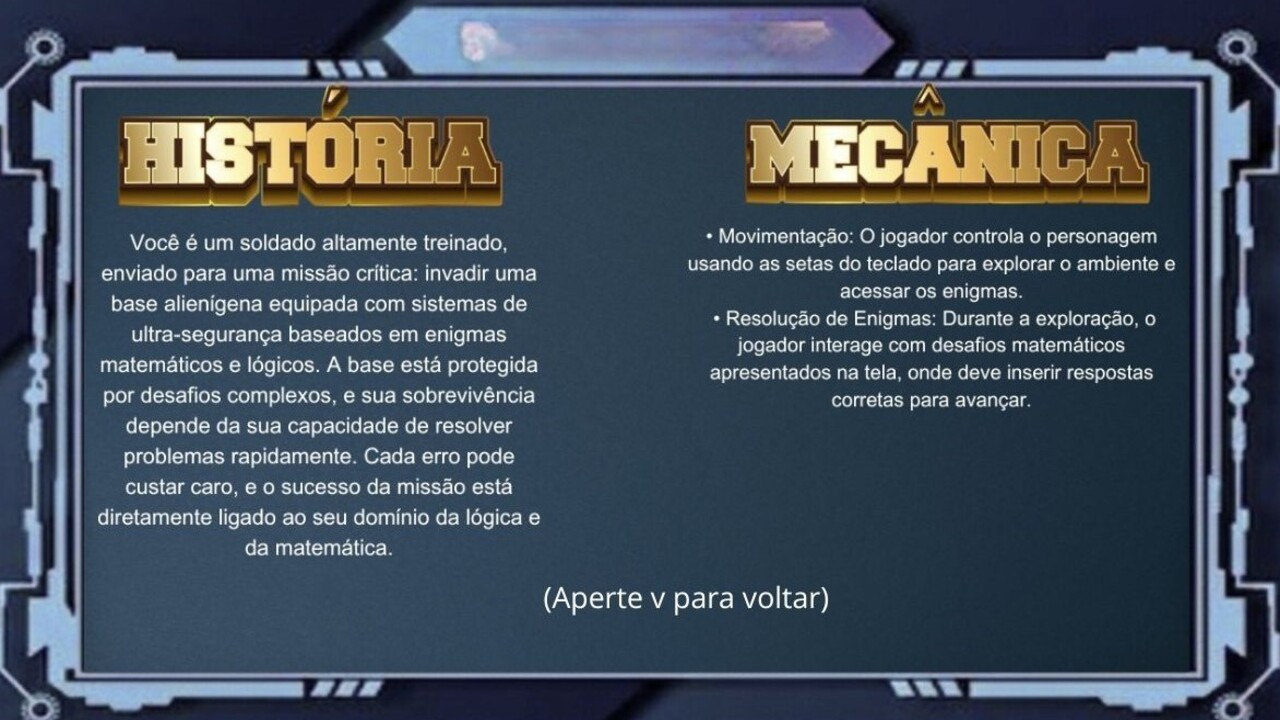 HISTÓRIA
Você é um soldado altamente treinado,
enviado para uma missão crítica: invadir uma
base alienígena equipada com sistemas de
ultra-segurança baseados em enigmas
matemáticos e lógicos. A base está protegida
por desafios complexos, e sua sobrevivência
depende da sua capacidade de resolver
problemas rapidamente. Cada erro pode
custar caro, e o sucesso da missão está
diretamente ligado ao seu domínio da lógica e
da matemática.
MECÂNICA
• Movimentação: O jogador controla o personagem
usando as setas do teclado para explorar o ambiente e
acessar os enigmas.
• Resolução de Enigmas: Durante a exploração, o
jogador interage com desafios matemáticos
apresentados na tela, onde deve inserir respostas
corretas para avançar.
(Aperte v para voltar)